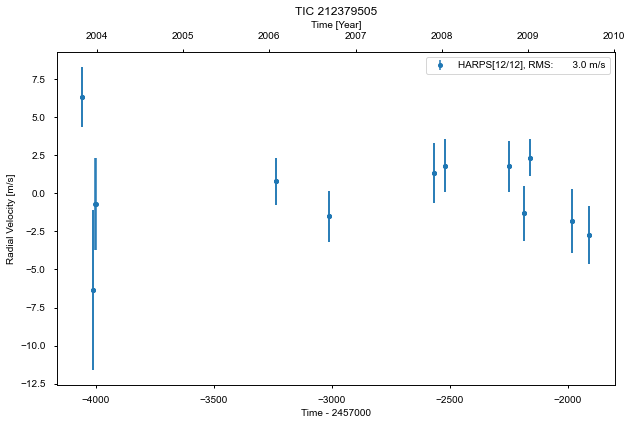 TIC 212379505
Time [Year]
2004 2005 2006 2007 2008 2009 2010
HARPS[12/12], RMS: 3.0 m/s
7.5
5.0
2.5
0.0
−2.5
−5.0
−7.5
−10.0
−12.5
Radial Velocity [m/s]
−4000 −3500 −3000 −2500 −2000
Time - 2457000